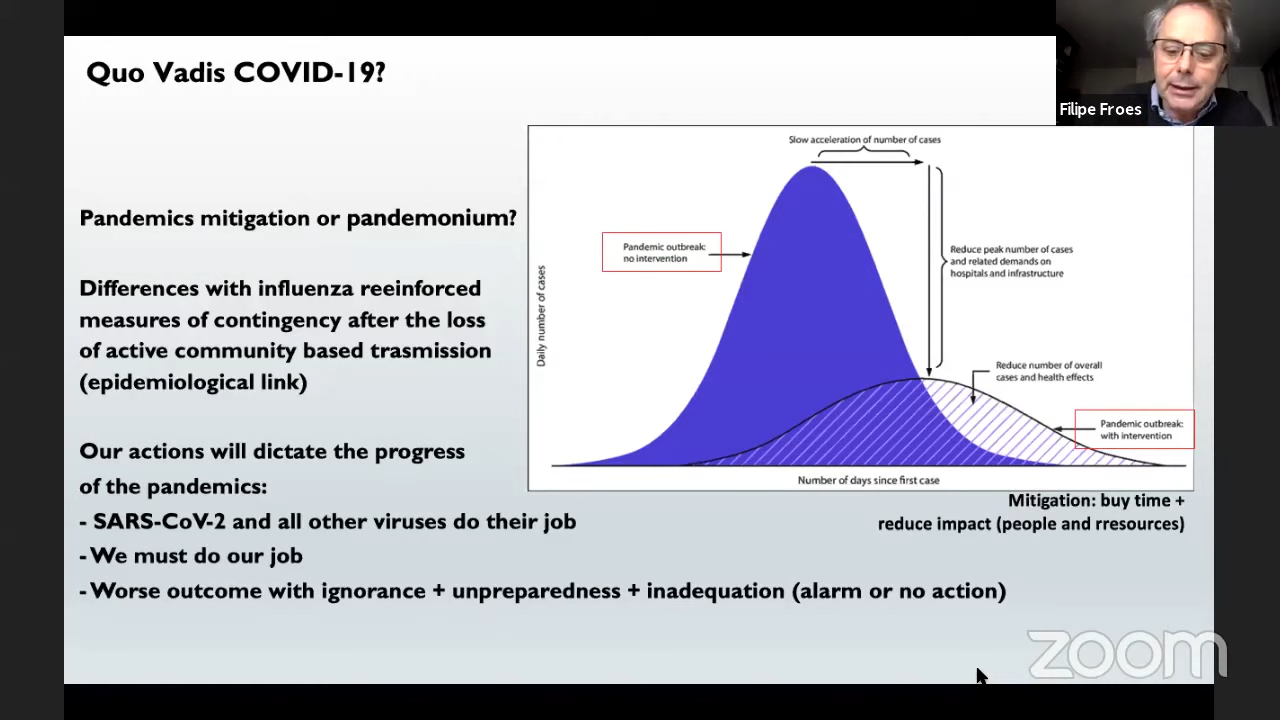 Quo Vadis COVID-19?
Filipe Froes
Pandemics mitigation or pandemonium?
Differences with influenza reeinforced
measures of contingency after the loss
of active community based trasmission
(epidemiological link)
Our actions will dictate the progress
of the pandemics:
- SARS-CoV-2 and all other viruses do their job
- We must do our job
- Worse outcome with ignorance + unpreparedness + inadequation (alarm or no action)
Slow acceleration of number of cases
Pandemic outbreak:
no intervention
Reduce peak number of cases
and related demands on
hospitals and infrastructure
Daily number of cases
Reduce number of overall
cases and health effects
Pandemic outbreak:
with intervention
Number of days since first case
Mitigation: buy time +
reduce impact (people and rresources)
zoom